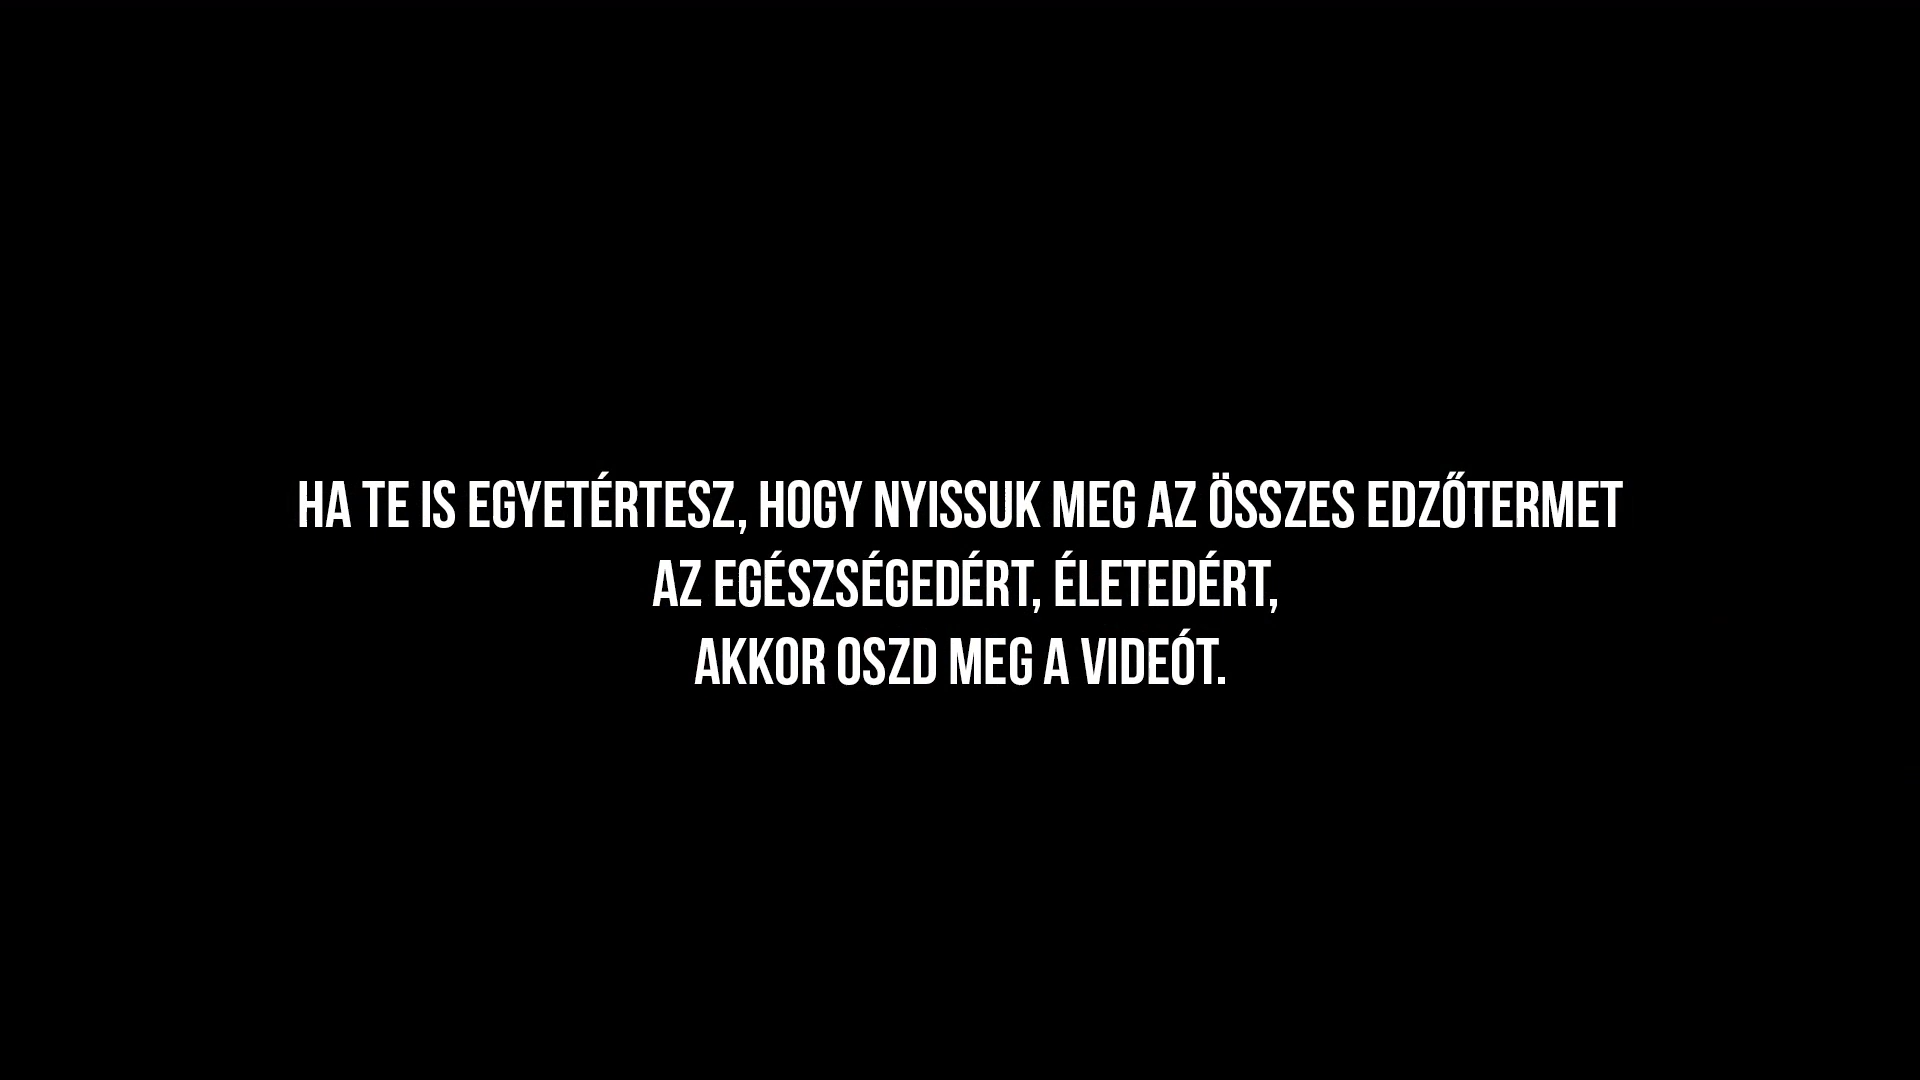 HA TE IS EGYETÉRTESZ, HOGY NYISSUK MEG AZ ÖSSZES EDZŐTERMET
AZ EGÉSZSÉGEDÉRT, ÉLETEDÉRT,
AKKOR OSZD MEG A VIDEÓT.